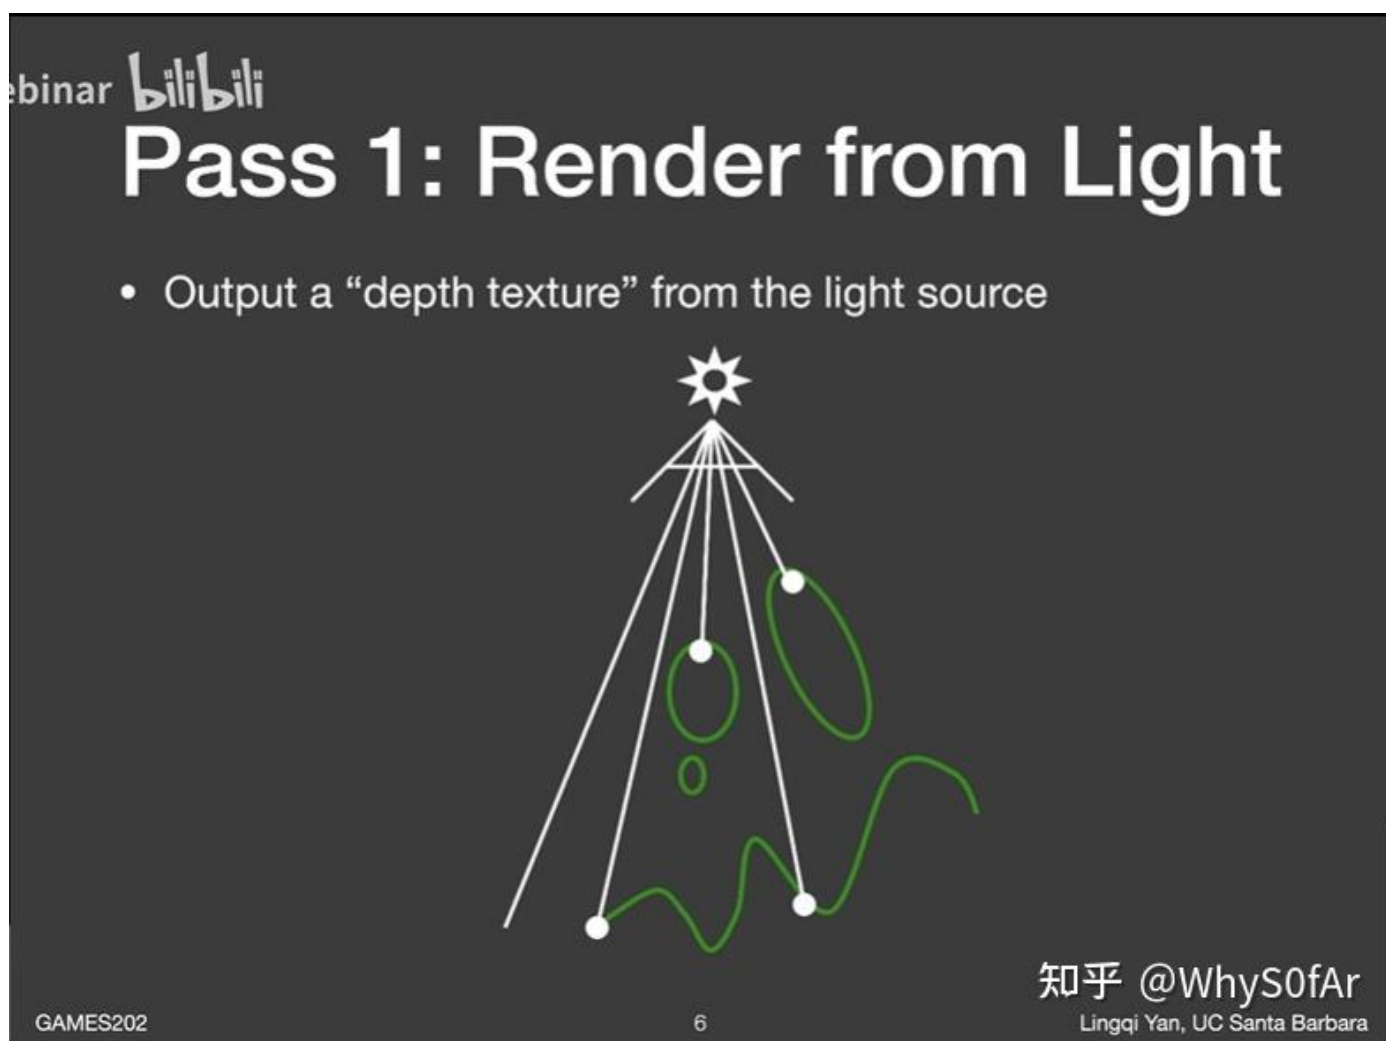 ebinar bilibili
Pass 1: Render from Light
• Output a “depth texture” from the light source
知乎 @WhyS0fAr
GAMES202
6
Lingqi Yan, UC Santa Barbara